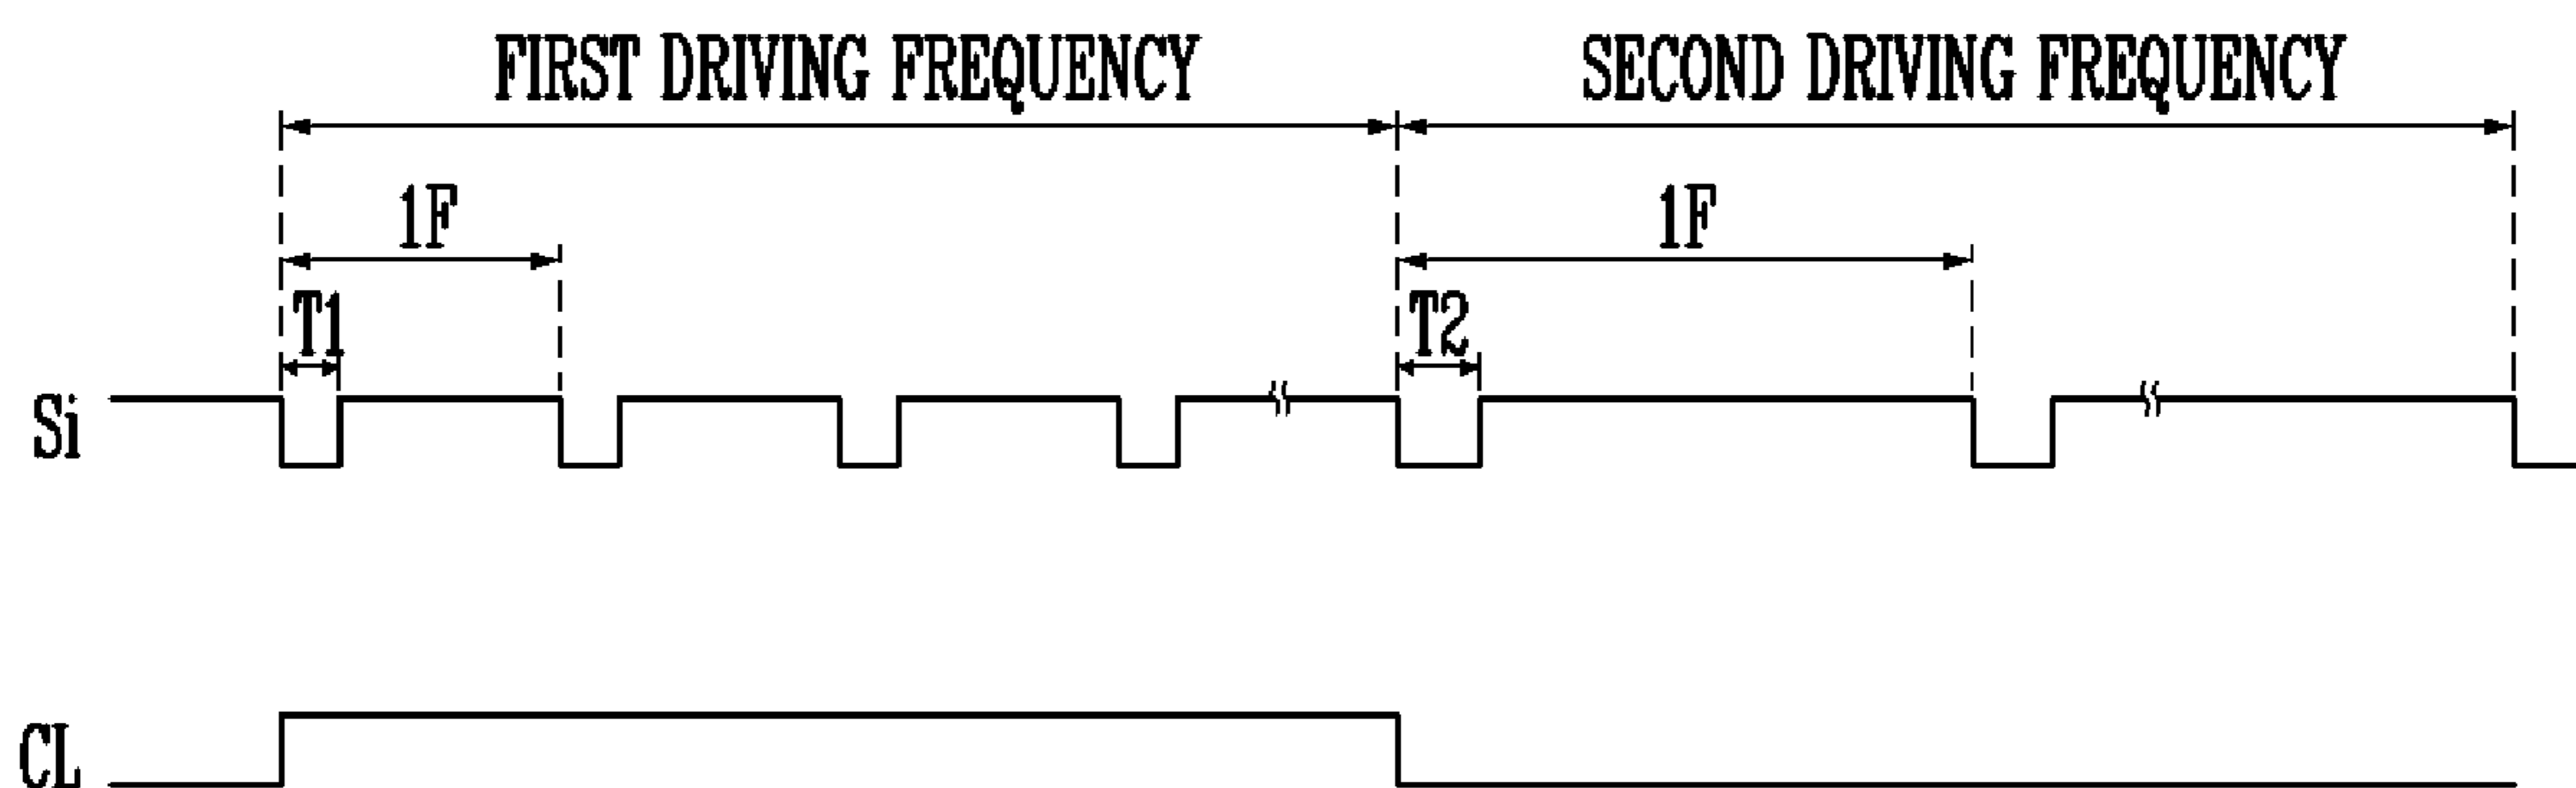 FIRST DRIVING FREQUENCY
SECOND DRIVING FREQUENCY
1F
1F
T1
T2
Si
CL